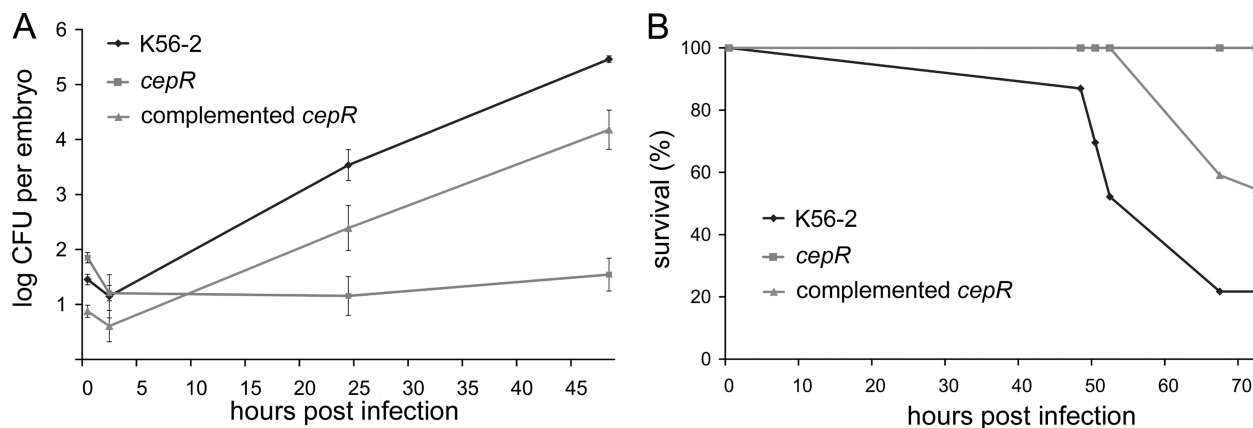 A
log CFU per embryo
6
5
4
3
2
1
K56-2
cepR
complemented cepR
0 5 10 15 20 25 30 35 40 45
hours post infection
B
survival (%)
100
80
60
40
20
0
K56-2
cepR
complemented cepR
0 10 20 30 40 50 60 70
hours post infection